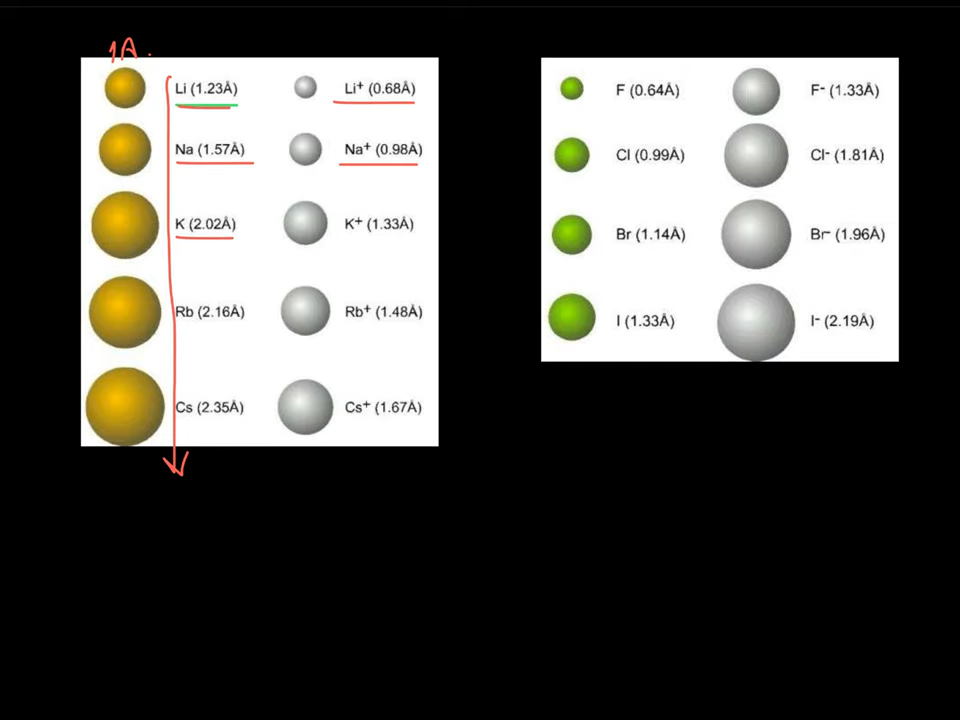 1A.
Li (1.23Å) Li⁺ (0.68Å)
Na (1.57Å) Na⁺ (0.98Å)
K (2.02Å) K⁺ (1.33Å)
Rb (2.16Å) Rb⁺ (1.48Å)
Cs (2.35Å) Cs⁺ (1.67Å)
F (0.64Å) F⁻ (1.33Å)
Cl (0.99Å) Cl⁻ (1.81Å)
Br (1.14Å) Br⁻ (1.96Å)
I (1.33Å) I⁻ (2.19Å)